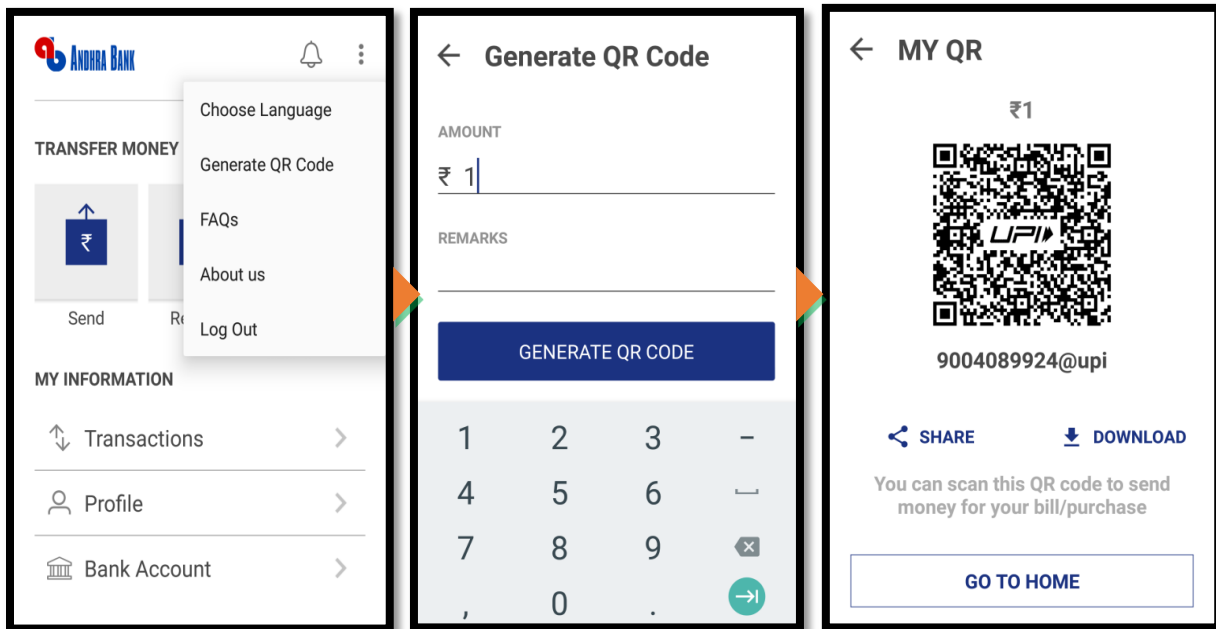 ANDHRA BANK
Choose Language
TRANSFER MONEY
Generate QR Code
FAQs
₹
About us
Send
Re
Log Out
MY INFORMATION
Transactions
Profile
Bank Account
Generate QR Code
AMOUNT
₹ 1
REMARKS
GENERATE QR CODE
1 2 3 –
4 5 6
7 8 9
, 0 .
MY QR
₹1
UPI
9004089924@upi
SHARE DOWNLOAD
You can scan this QR code to send
money for your bill/purchase
GO TO HOME